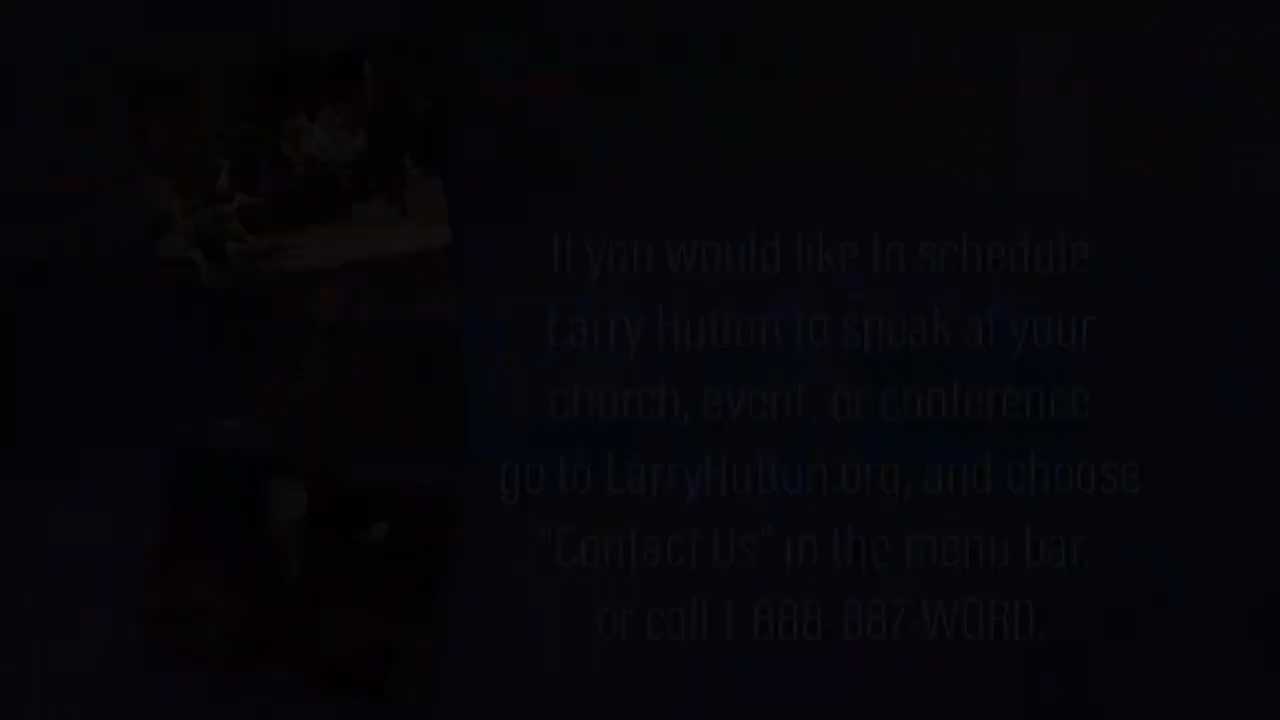 If you would like to schedule
Larry Hutton to speak at your
church, event, or conference
go to LarryHutton.org, and choose
"Contact Us" in the menu bar,
or call 1-888-887-WORD.